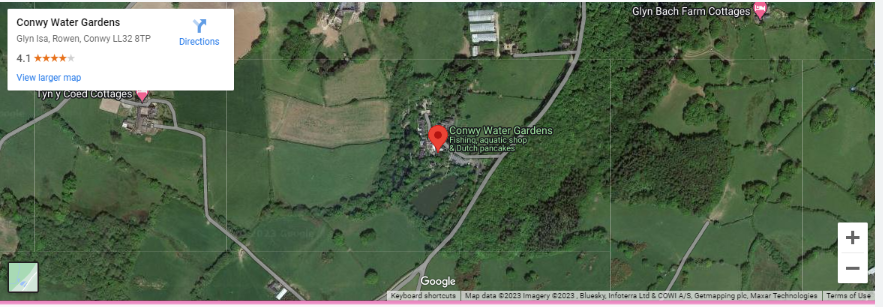 Conwy Water Gardens
Glyn Isa, Rowen, Conwy LL32 8TP
Directions
4.1
View larger map
Glyn Bach Farm Cottages
Tyn y Coed Cottages
Conwy Water Gardens
Fishing, aquatic shop
& Dutch pancakes
Google
Keyboard shortcuts
Map data ©2023 Imagery ©2023 , Bluesky, Infoterra Ltd & COWI A/S, Getmapping plc, Maxar Technologies
Terms of Use